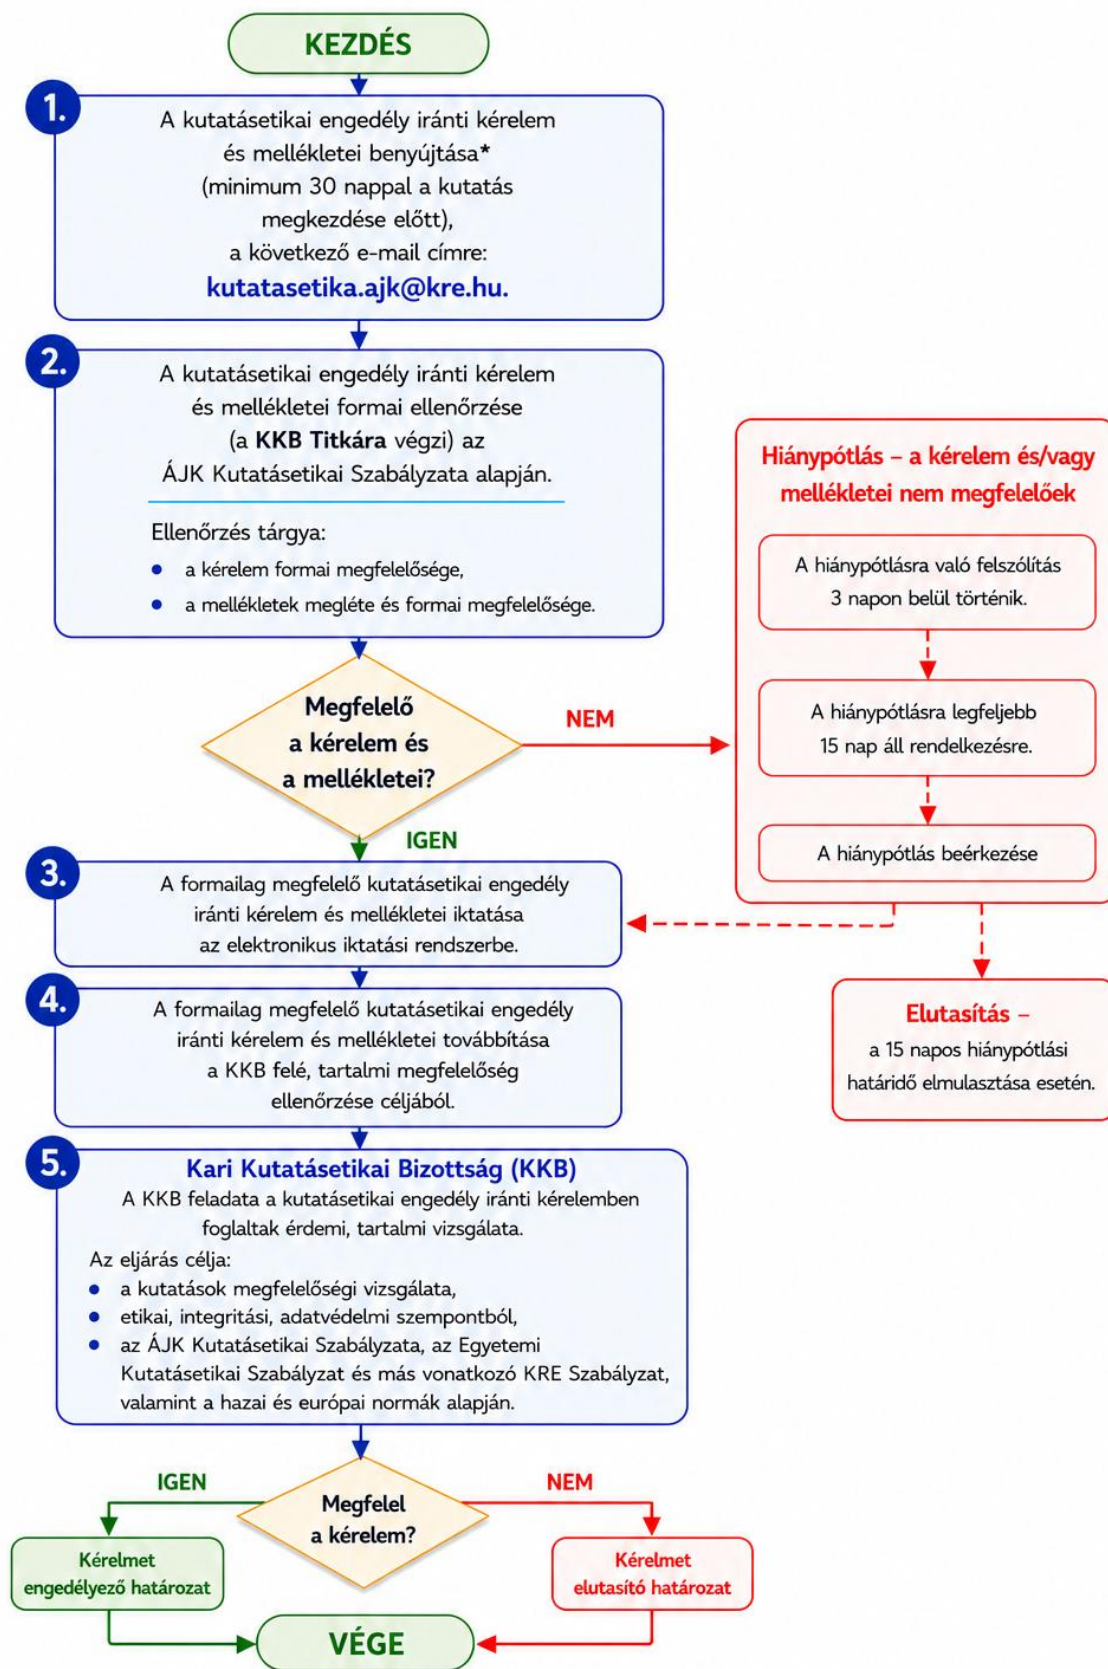 KEZDÉS
1.
A kutatásetikai engedély iránti kérelem
és mellékletei benyújtása*
(minimum 30 nappal a kutatás
megkezdése előtt),
a következő e-mail címre:
kutatasetika.ajk@kre.hu.
2.
A kutatásetikai engedély iránti kérelem
és mellékletei formai ellenőrzése
(a KKB Titkára végzi) az
ÁJK Kutatásetikai Szabályzata alapján.
Ellenőrzés tárgya:
• a kérelem formai megfelelősége,
• a mellékletek megléte és formai megfelelősége.
Megfelelő
a kérelem és
a mellékletei?
NEM
Hiánypótlás – a kérelem és/vagy
mellékletei nem megfelelőek
A hiánypótlásra való felszólítás
3 napon belül történik.
A hiánypótlásra legfeljebb
15 nap áll rendelkezésre.
A hiánypótlás beérkezése
Elutasítás –
a 15 napos hiánypótlási
határidő elmulasztása esetén.
IGEN
3.
A formailag megfelelő kutatásetikai engedély
iránti kérelem és mellékletei iktatása
az elektronikus iktatási rendszerbe.
4.
A formailag megfelelő kutatásetikai engedély
iránti kérelem és mellékletei továbbítása
a KKB felé, tartalmi megfelelőség
ellenőrzése céljából.
5.
Kari Kutatásetikai Bizottság (KKB)
A KKB feladata a kutatásetikai engedély iránti kérelemben
foglaltak érdemi, tartalmi vizsgálata.
Az eljárás célja:
• a kutatások megfelelőségi vizsgálata,
• etikai, integritási, adatvédelmi szempontból,
• az ÁJK Kutatásetikai Szabályzata, az Egyetemi
Kutatásetikai Szabályzat és más vonatkozó KRE Szabályzat,
valamint a hazai és európai normák alapján.
Megfelel
a kérelem?
IGEN
Kérelmet
engedélyező határozat
NEM
Kérelmet
elutasító határozat
VÉGE